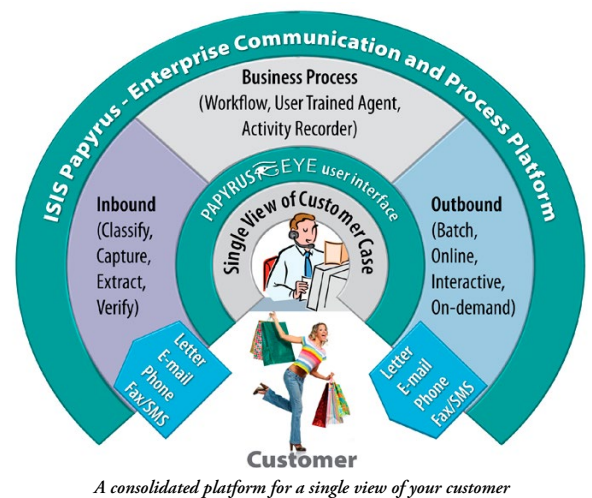 ISIS Papyrus - Enterprise Communication and Process Platform
Business Process
(Workflow, User Trained Agent,
Activity Recorder)
PAPYRUS EYE user interface
Single View of Customer Case
Inbound
(Classify,
Capture,
Extract,
Verify)
Outbound
(Batch,
Online,
Interactive,
On-demand)
Letter
E-mail
Phone
Fax/SMS
Letter
E-mail
Phone
Fax/SMS
Customer
A consolidated platform for a single view of your customer